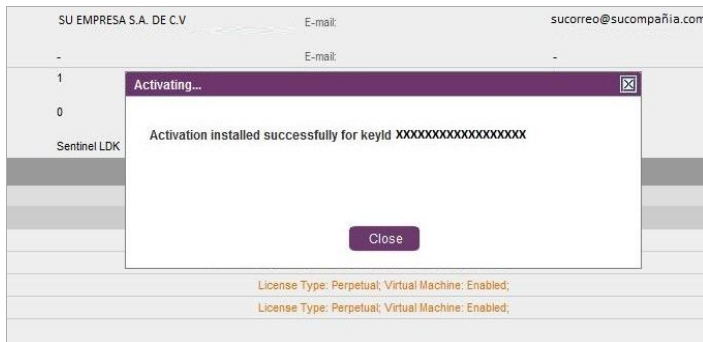 SU EMPRESA S.A. DE C.V E-mail: sucorreo@sucompañia.com
- E-mail: -
1
Activating...
0
Activation installed successfully for keyId XXXXXXXXXXXXXXXXXX
Sentinel LDK
Close
License Type: Perpetual; Virtual Machine: Enabled;
License Type: Perpetual; Virtual Machine: Enabled;